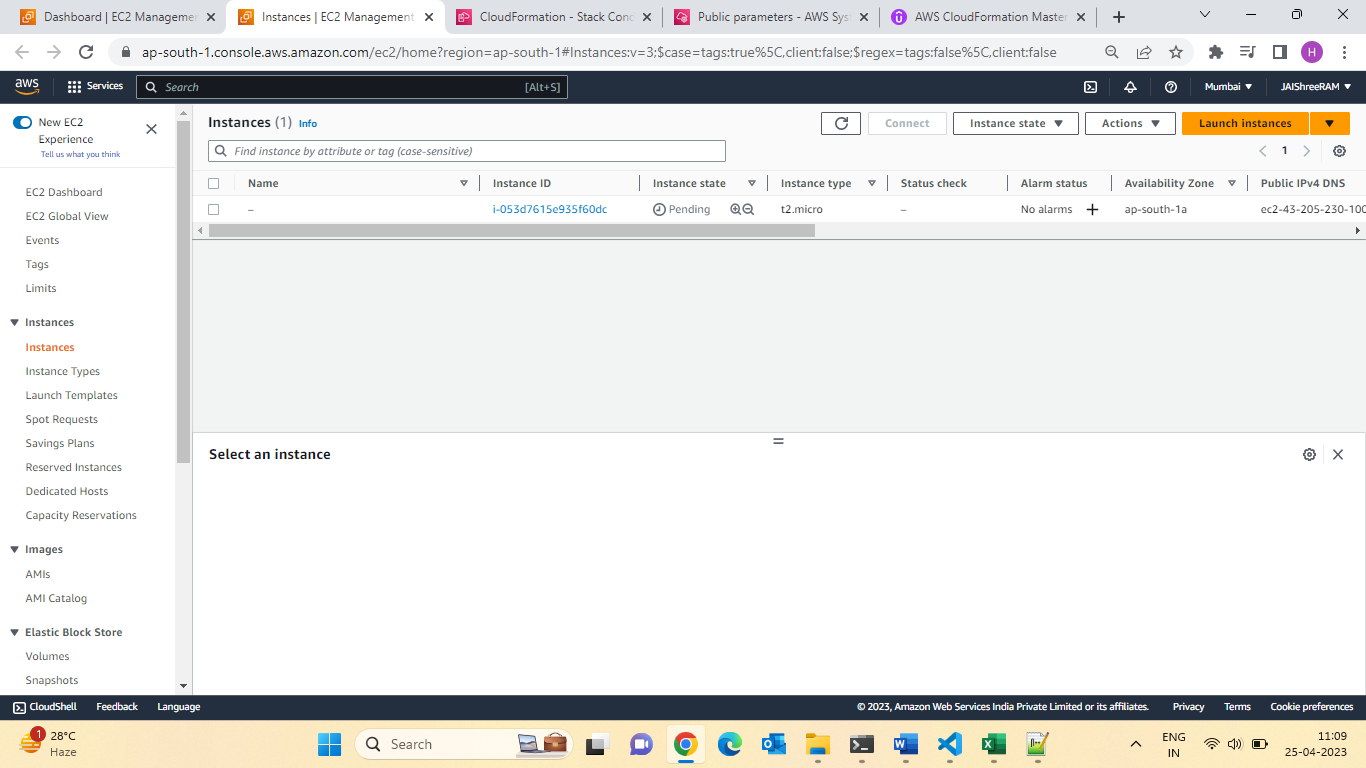 Dashboard | EC2 Managemen
Instances | EC2 Management
CloudFormation - Stack Conc
Public parameters - AWS Sys
AWS CloudFormation Master
ap-south-1.console.aws.amazon.com/ec2/home?region=ap-south-1#Instances:v=3;$case=tags:true%5C,client:false;$regex=tags:false%5C,client:false
H
aws
Services
Search
[Alt+S]
Mumbai
JAIShreeRAM
New EC2
Experience
Tell us what you think
EC2 Dashboard
EC2 Global View
Events
Tags
Limits
Instances
Instances
Instance Types
Launch Templates
Spot Requests
Savings Plans
Reserved Instances
Dedicated Hosts
Capacity Reservations
Images
AMIs
AMI Catalog
Elastic Block Store
Volumes
Snapshots
Instances (1) Info
Connect
Instance state
Actions
Launch instances
Find instance by attribute or tag (case-sensitive)
1
Name Instance ID Instance state Instance type Status check Alarm status Availability Zone Public IPv4 DNS
– i-053d7615e935f60dc Pending t2.micro – No alarms + ap-south-1a ec2-43-205-230-100
Select an instance
CloudShell Feedback Language
© 2023, Amazon Web Services India Private Limited or its affiliates. Privacy Terms Cookie preferences
1
28°C
Haze
Search
ENG
IN
11:09
25-04-2023